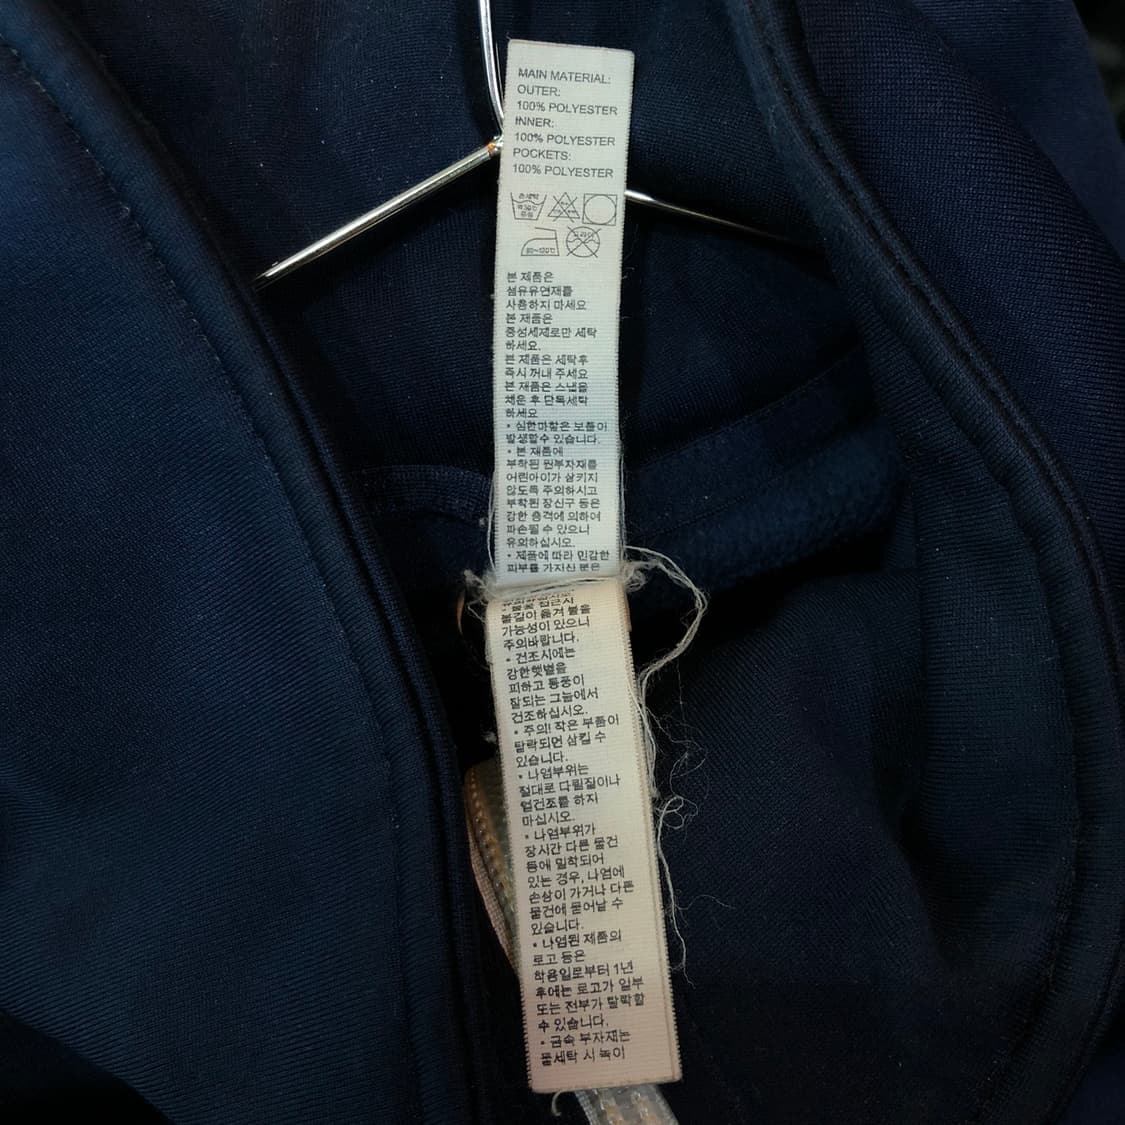 MAIN MATERIAL:
OUTER:
100% POLYESTER
INNER:
100% POLYESTER
POCKETS:
100% POLYESTER
손세탁
약30℃
중성
드라이
80~120℃
본 제품은
섬유유연제를
사용하지 마세요
본 제품은
중성세제로만 세탁
하세요.
본 제품은 세탁후
즉시 꺼내 주세요
본 제품은 스냅을
채운 후 단독세탁
하세요
• 심한마찰은 보풀이
발생할수 있습니다.
• 본 제품에
부착된 원부자재를
어린아이가 삼키지
않도록 주의하시고
부착된 장신구 등은
강한 충격에 의하여
파손될 수 있으니
유의하십시오.
• 제품에 따라 민감한
피부를 가지신 분은
불길이 옮겨 붙을
가능성이 있으니
주의바랍니다.
• 건조시에는
강한햇볕을
피하고 통풍이
잘되는 그늘에서
건조하십시오.
• 주의! 작은 부품이
탈락되면 삼킬 수
있습니다.
• 나염부위는
절대로 다림질이나
열건조를 하지
마십시오.
• 나염부위가
장시간 다른 물건
등에 밀착되어
있는 경우, 나염에
손상이 가거나 다른
물건에 묻어날 수
있습니다.
• 나염된 제품의
로고 등은
착용일로부터 1년
후에는 로고가 일부
또는 전부가 탈락할
수 있습니다.
• 금속 부자재는
물세탁 시 녹이